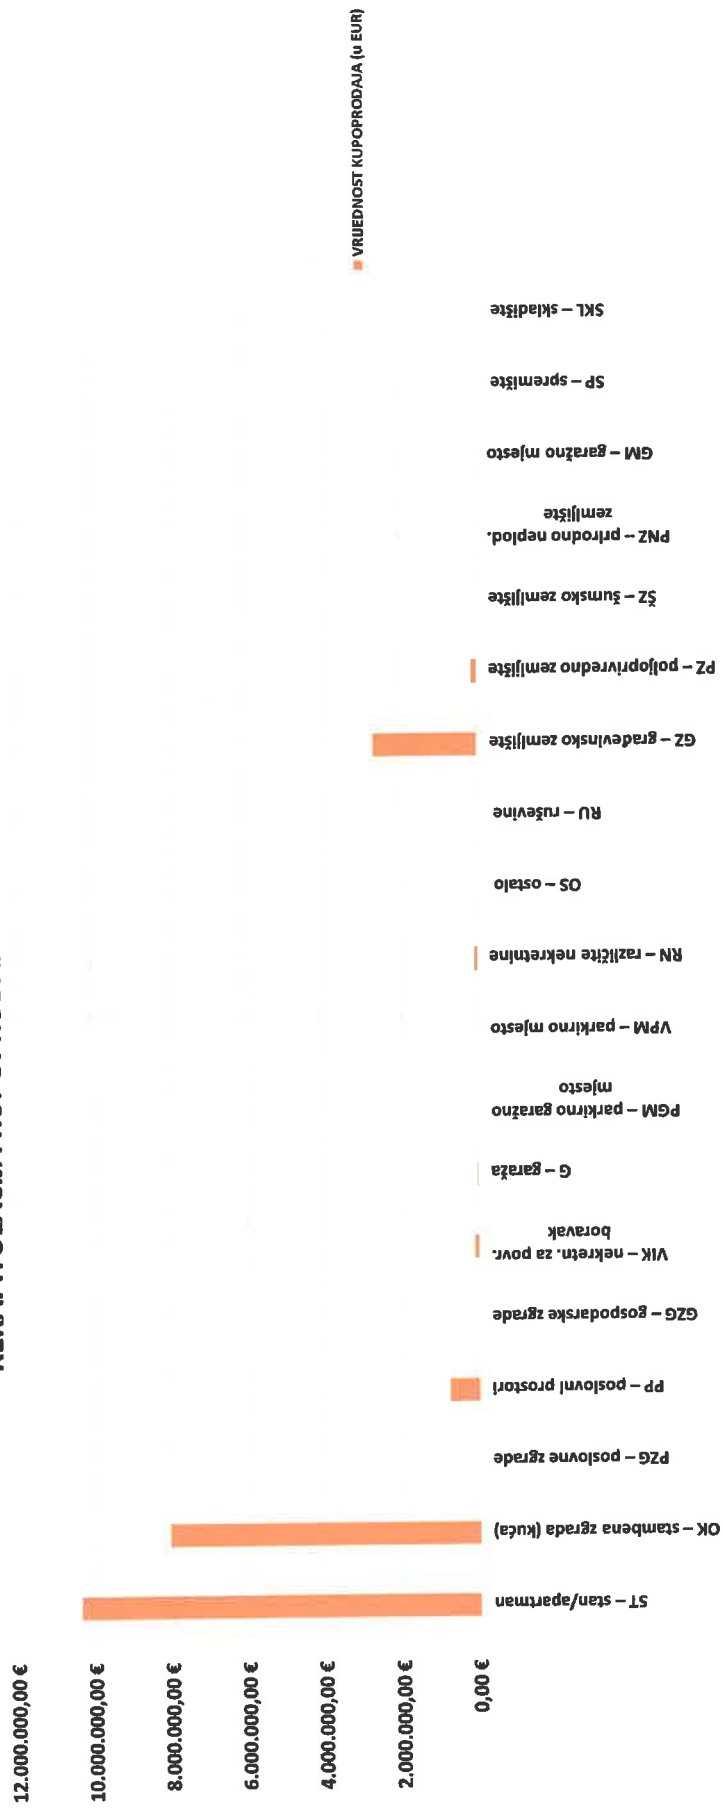 12.000.000,00 €
10.000.000,00 €
8.000.000,00 €
6.000.000,00 €
4.000.000,00 €
2.000.000,00 €
0,00 €
ST – stan/apartman
OK – stambena zgrada (kuća)
PZG – poslovne zgrade
PP – poslovni prostori
GZG – gospodarske zgrade
VIK – nekretn. za povr.
boravak
G – garaža
PGM – parkirno garažno
mjesto
VPM – parkirno mjesto
RN – različite nekretnine
OS – ostalo
RU – ruševine
GZ – građevinsko zemljište
PZ – poljoprivredno zemljište
ŠZ – šumsko zemljište
PNZ – prirodno neplod.
zemljište
GM – garažno mjesto
SP – spremište
SKL – skladište
VRIJEDNOST KUPOPRODAJA (u EUR)